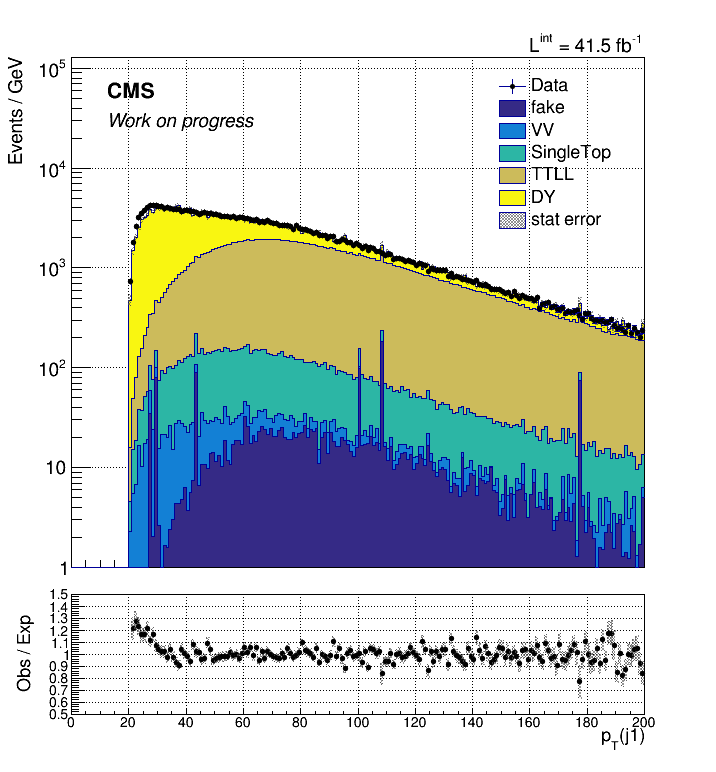 L^int = 41.5 fb^-1
Events / GeV
10^5
10^4
10^3
10^2
10
1
CMS
Work on progress
Data
fake
VV
SingleTop
TTLL
DY
stat error
Obs / Exp
1.5
1.4
1.3
1.2
1.1
1
0.9
0.8
0.7
0.6
0.5
0 20 40 60 80 100 120 140 160 180 200
p_T(j1)